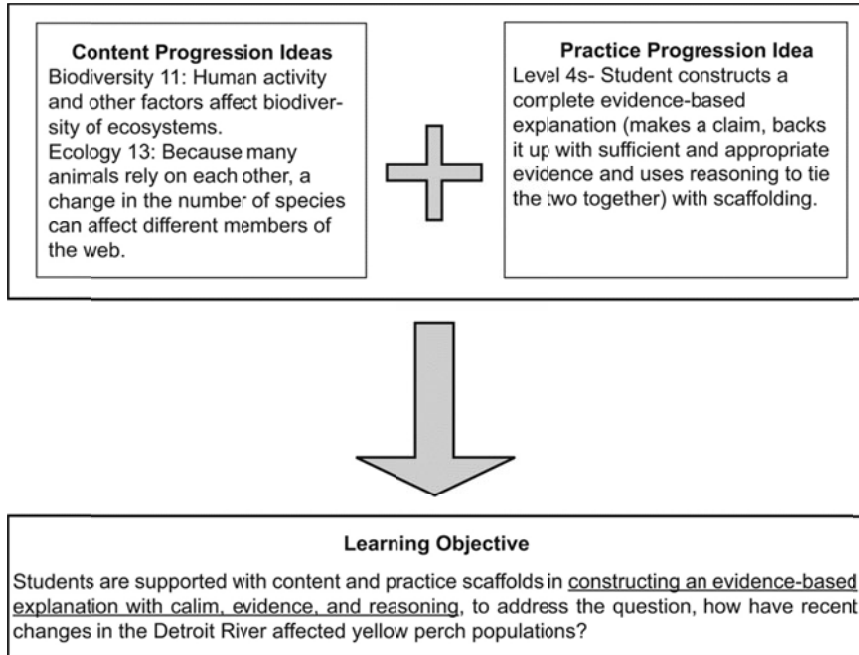 Content Progression Ideas
Biodiversity 11: Human activity
and other factors affect biodiver-
sity of ecosystems.
Ecology 13: Because many
animals rely on each other, a
change in the number of species
can affect different members of
the web.
Practice Progression Idea
Level 4s- Student constructs a
complete evidence-based
explanation (makes a claim, backs
it up with sufficient and appropriate
evidence and uses reasoning to tie
the two together) with scaffolding.
Learning Objective
Students are supported with content and practice scaffolds in constructing an evidence-based
explanation with calim, evidence, and reasoning, to address the question, how have recent
changes in the Detroit River affected yellow perch populations?